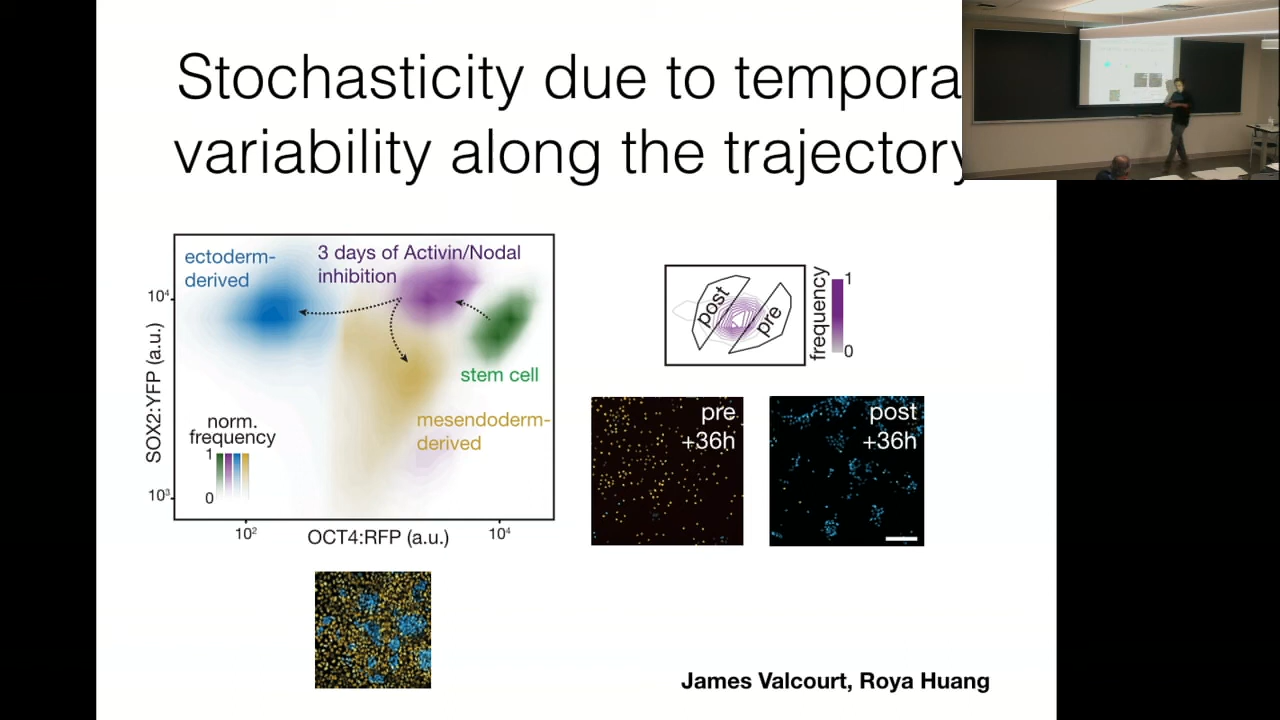 Stochasticity due to tempora
variability along the trajectory
ectoderm-
derived
3 days of Activin/Nodal
inhibition
stem cell
mesendoderm-
derived
norm.
frequency
1
0
SOX2:YFP (a.u.)
10⁴
10³
10²
OCT4:RFP (a.u.)
10⁴
post
pre
frequency
1
0
pre
+36h
post
+36h
James Valcourt, Roya Huang